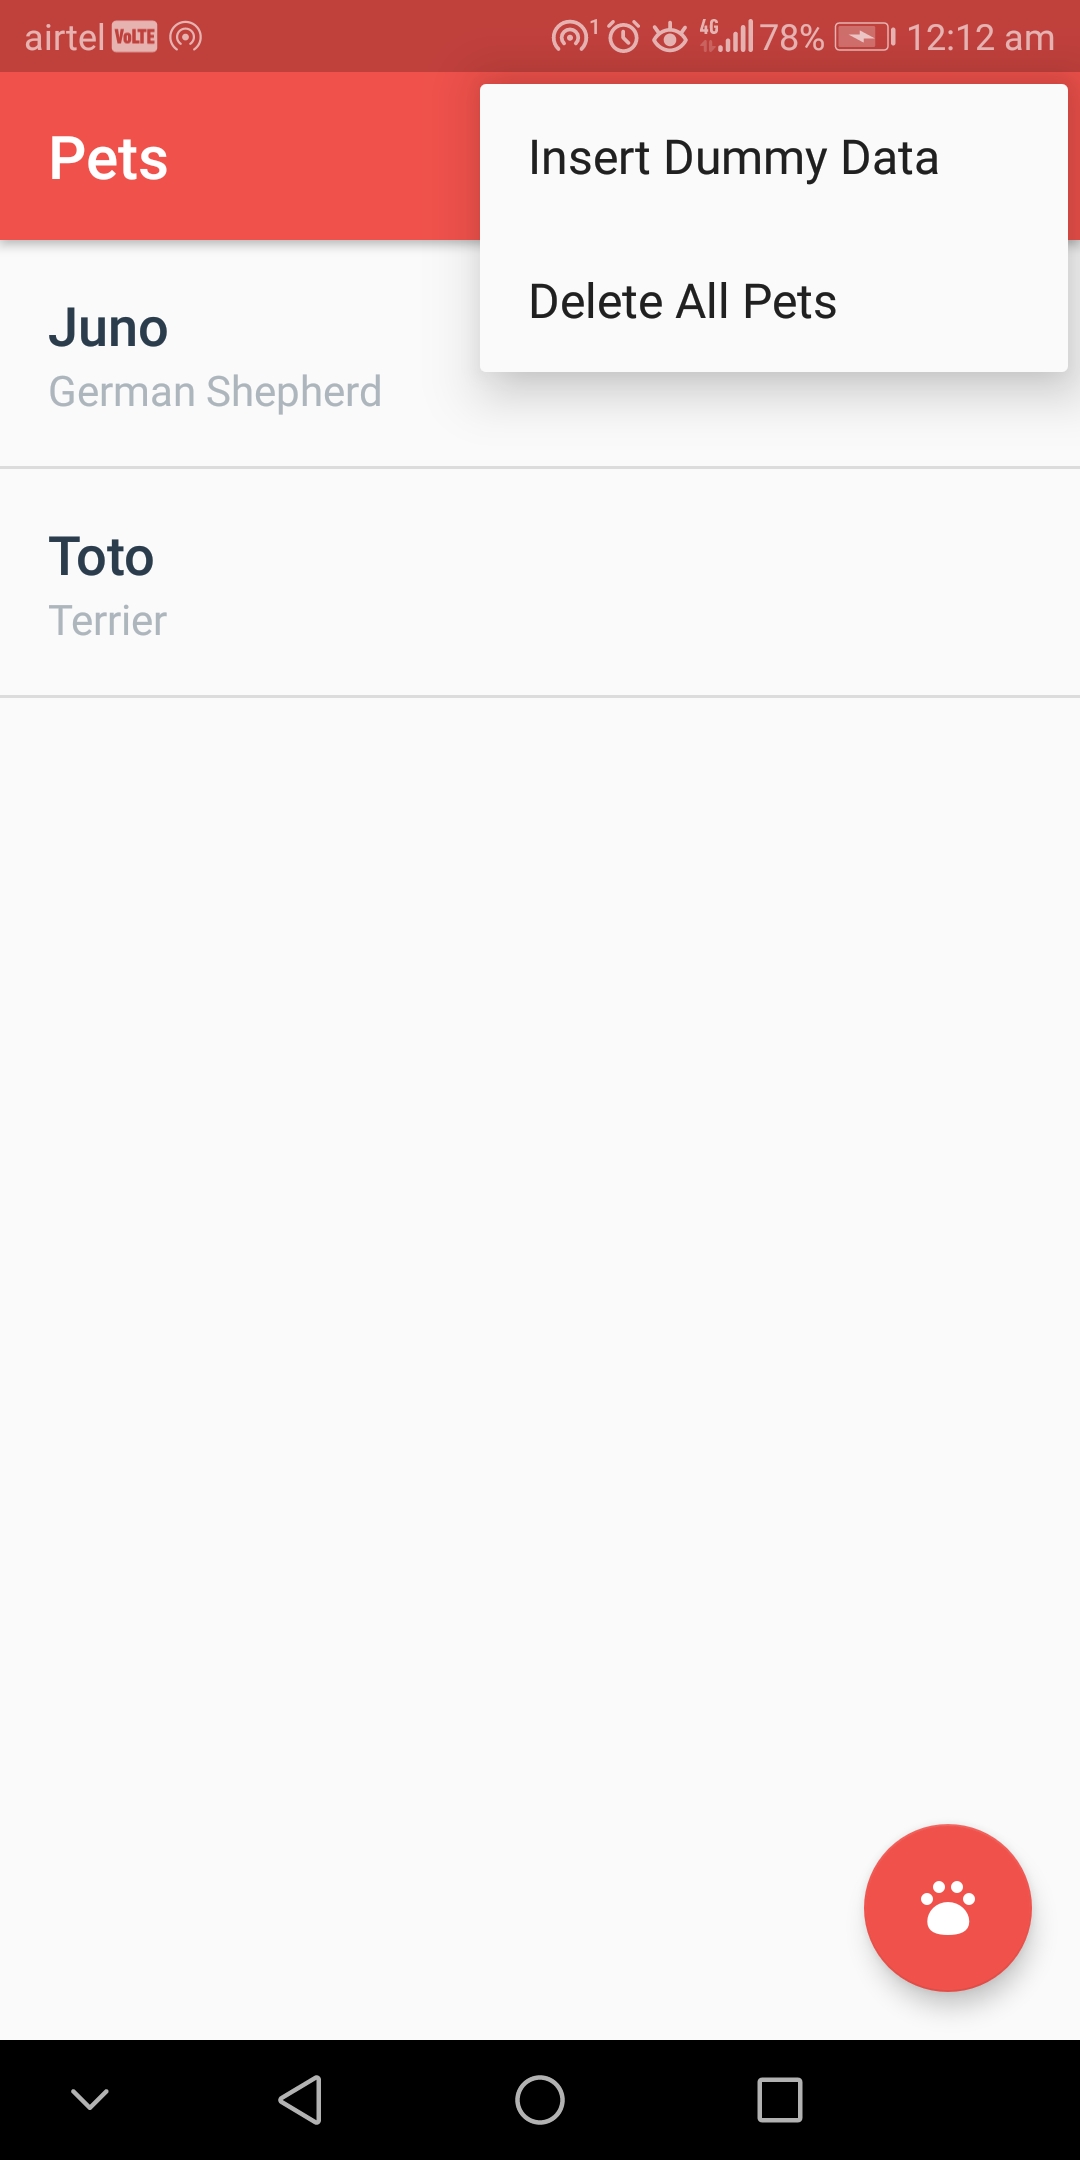 airtel VoLTE 1 4G 78% 12:12 am
Pets
Insert Dummy Data
Delete All Pets
Juno
German Shepherd
Toto
Terrier